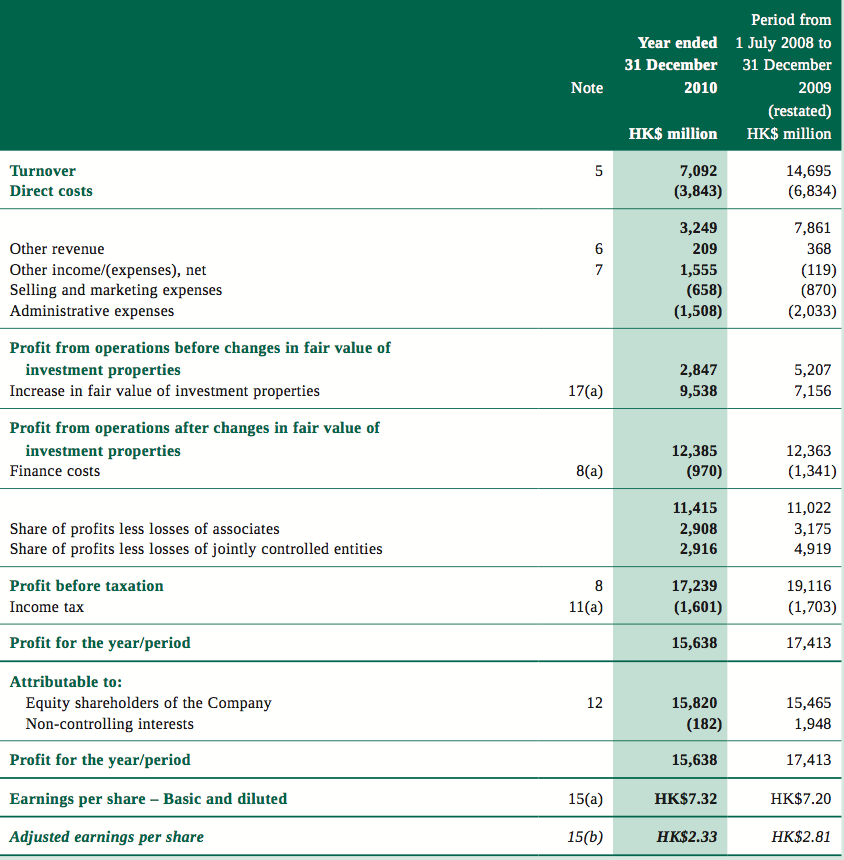 Period from
Year ended 1 July 2008 to
31 December 31 December
Note 2010 2009
(restated)
HK$ million HK$ million
Turnover 5 7,092 14,695
Direct costs (3,843) (6,834)
3,249 7,861
Other revenue 6 209 368
Other income/(expenses), net 7 1,555 (119)
Selling and marketing expenses (658) (870)
Administrative expenses (1,508) (2,033)
Profit from operations before changes in fair value of
investment properties 2,847 5,207
Increase in fair value of investment properties 17(a) 9,538 7,156
Profit from operations after changes in fair value of
investment properties 12,385 12,363
Finance costs 8(a) (970) (1,341)
11,415 11,022
Share of profits less losses of associates 2,908 3,175
Share of profits less losses of jointly controlled entities 2,916 4,919
Profit before taxation 8 17,239 19,116
Income tax 11(a) (1,601) (1,703)
Profit for the year/period 15,638 17,413
Attributable to:
Equity shareholders of the Company 12 15,820 15,465
Non-controlling interests (182) 1,948
Profit for the year/period 15,638 17,413
Earnings per share – Basic and diluted 15(a) HK$7.32 HK$7.20
Adjusted earnings per share 15(b) HK$2.33 HK$2.81